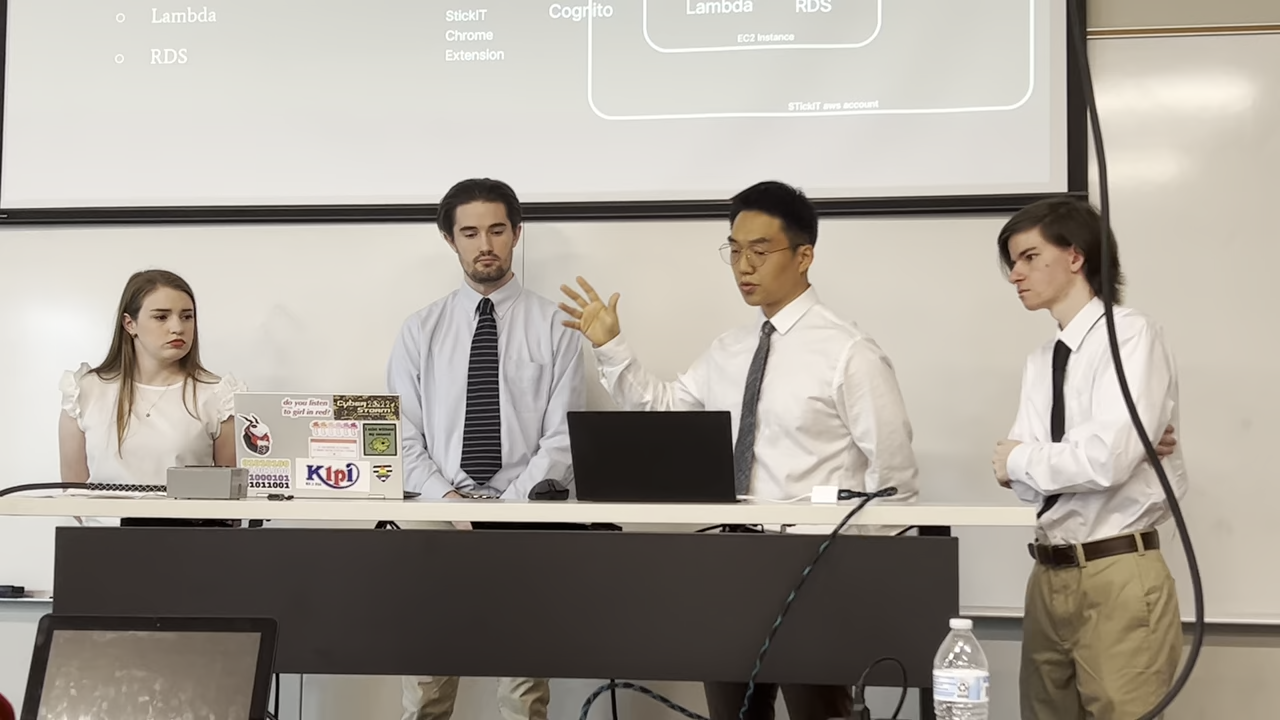 Lambda
RDS
StickIT
Chrome
Extension
Cognito
Lambda
RDS
EC2 Instance
STickIT aws account
do you listen
to girl in red?
CYBER
STORM
Klpi
1000101
1011001